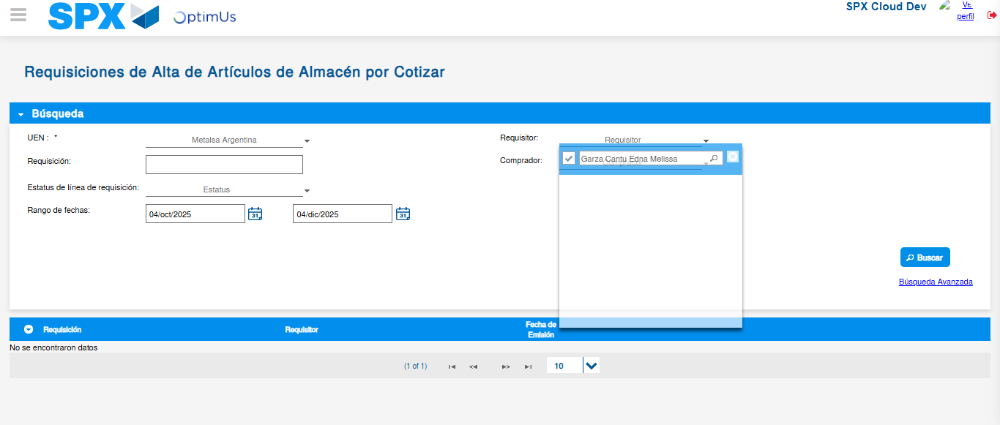 SPX
OptimUs
SPX Cloud Dev
Ve
perfil
Requisiciones de Alta de Artículos de Almacén por Cotizar
Búsqueda
UEN : *
Metalsa Argentina
Requisitor:
Requisitor
Requisición:
Comprador:
Garza Cantu Edna Melissa
Comprador
Estatus de línea de requisición:
Estatus
Rango de fechas:
04/oct/2025
31
04/dic/2025
31
Buscar
Búsqueda Avanzada
Requisición
Requisitor
Fecha de
Emisión
No se encontraron datos
(1 of 1)
10